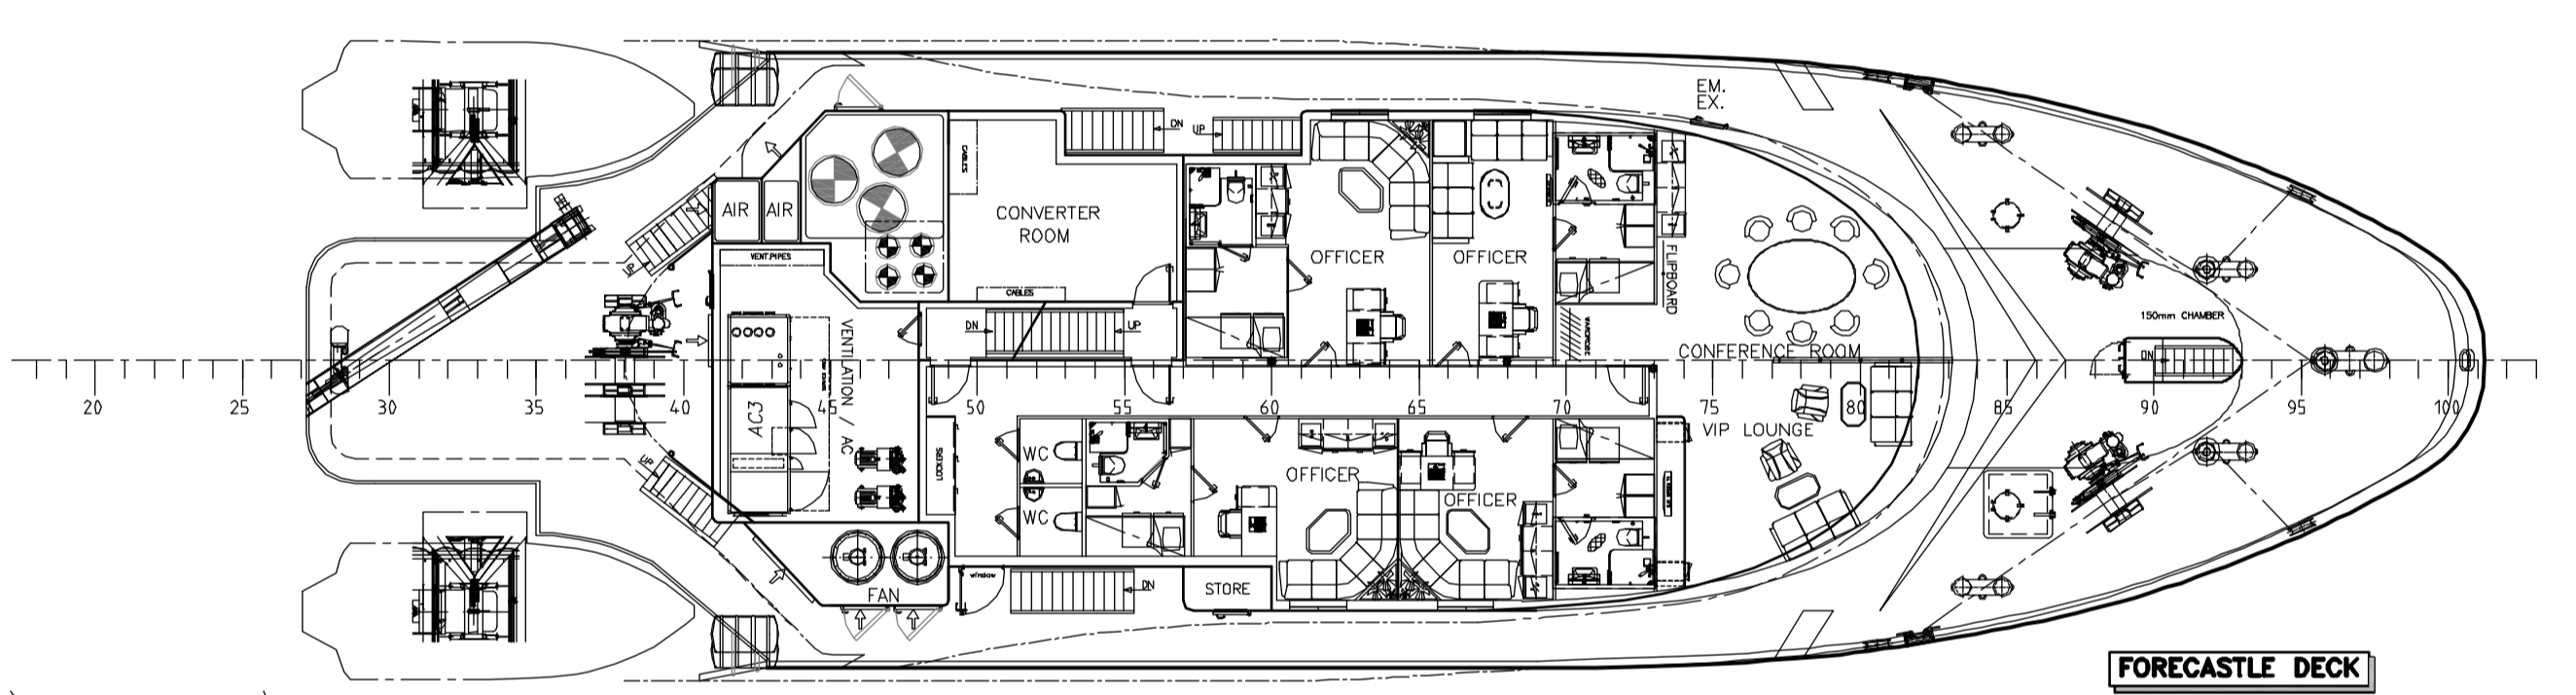 EM.
EX.
DN
UP
CABLES
CONVERTER
ROOM
AIR
AIR
OFFICER
OFFICER
FLIPBOARD
UP
VENT.PIPES
CABLES
DN
UP
WARDROBE
150mm CHAMBER
CONFERENCE ROOM
DN
VENTILATION / AC
20
25
30
35
40
45
50
55
60
65
70
75
80
85
90
95
100
AC3
VIP LOUNGE
UP
LOCKERS
WC
OFFICER
OFFICER
WC
window
DN
STORE
FAN
FORECASTLE DECK